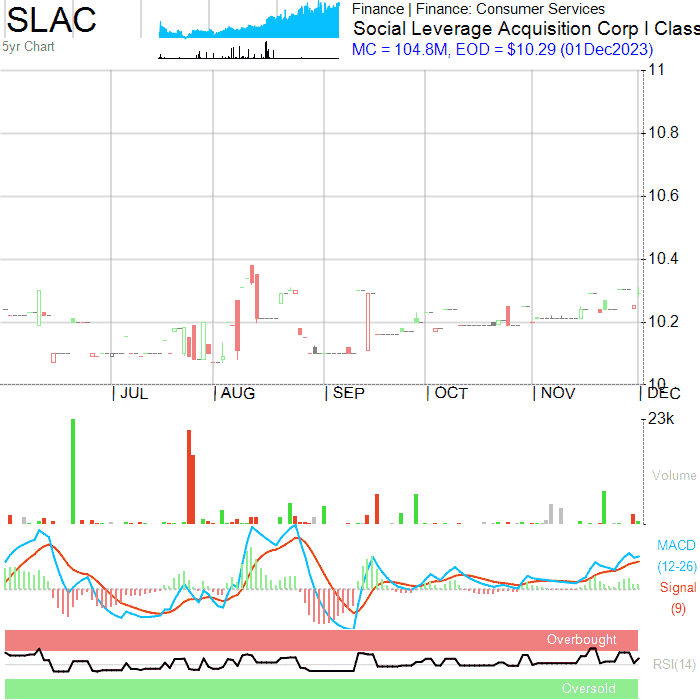 SLAC
5yr Chart
Finance | Finance: Consumer Services
Social Leverage Acquisition Corp I Class
MC = 104.8M, EOD = $10.29 (01Dec2023)
11
10.8
10.6
10.4
10.2
10
JUL AUG SEP OCT NOV DEC
23k
Volume
MACD
(12-26)
Signal
(9)
Overbought
RSI(14)
Oversold